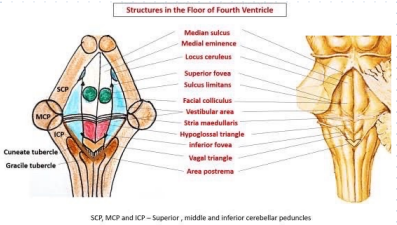 Structures in the Floor of Fourth Ventricle
Median sulcus
Medial eminence
Locus ceruleus
Superior fovea
Sulcus limitans
Facial colliculus
Vestibular area
Stria maedullaris
Hypoglossal triangle
inferior fovea
Vagal triangle
Area postrema
SCP
MCP
ICP
Cuneate tubercle
Gracile tubercle
SCP, MCP and ICP – Superior , middle and inferior cerebellar peduncles